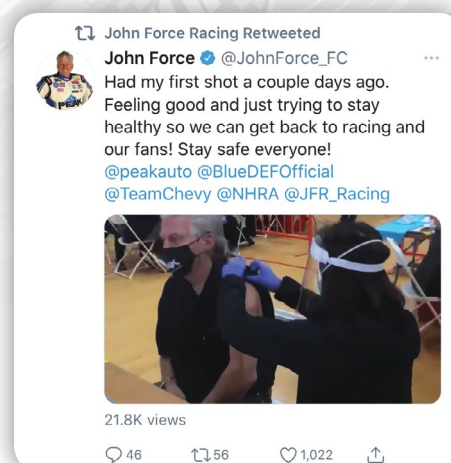 John Force Racing Retweeted
John Force @JohnForce_FC
Had my first shot a couple days ago.
Feeling good and just trying to stay
healthy so we can get back to racing and
our fans! Stay safe everyone!
@peakauto @BlueDEFOfficial
@TeamChevy @NHRA @JFR_Racing
21.8K views
46 56 1,022